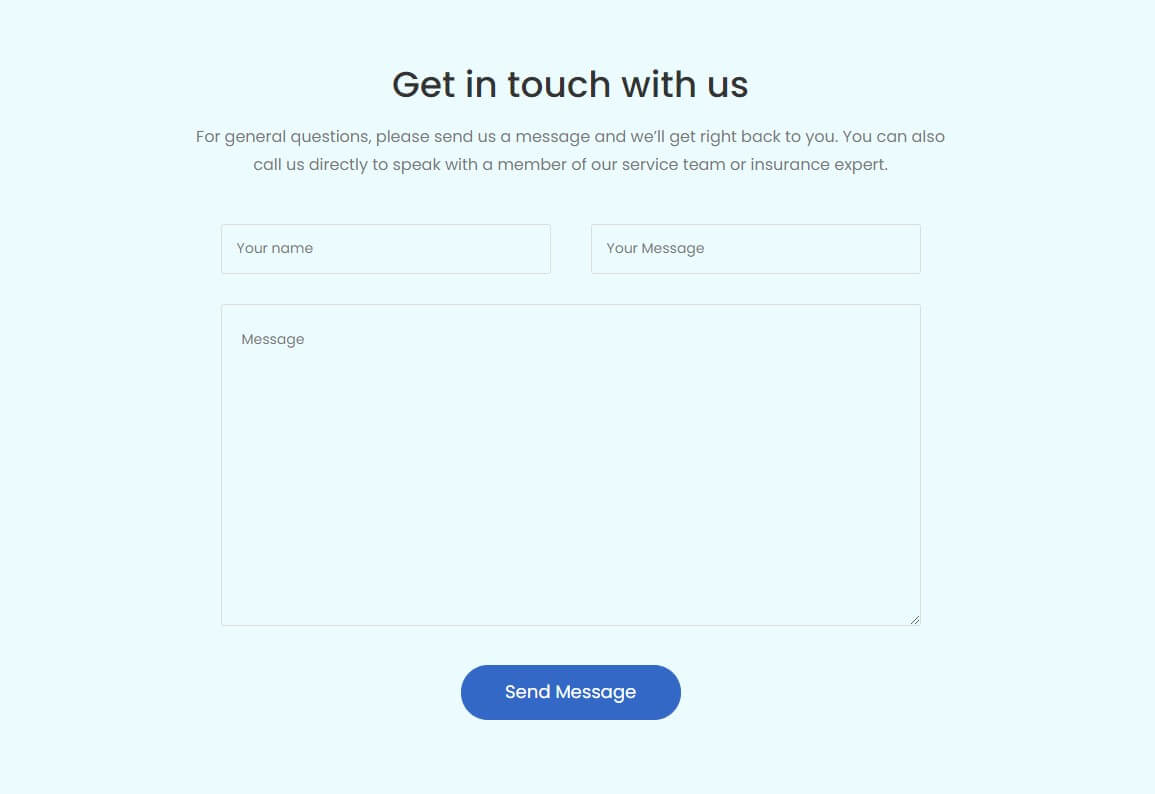 Get in touch with us
For general questions, please send us a message and we’ll get right back to you. You can also
call us directly to speak with a member of our service team or insurance expert.
Your name
Your Message
Message
Send Message